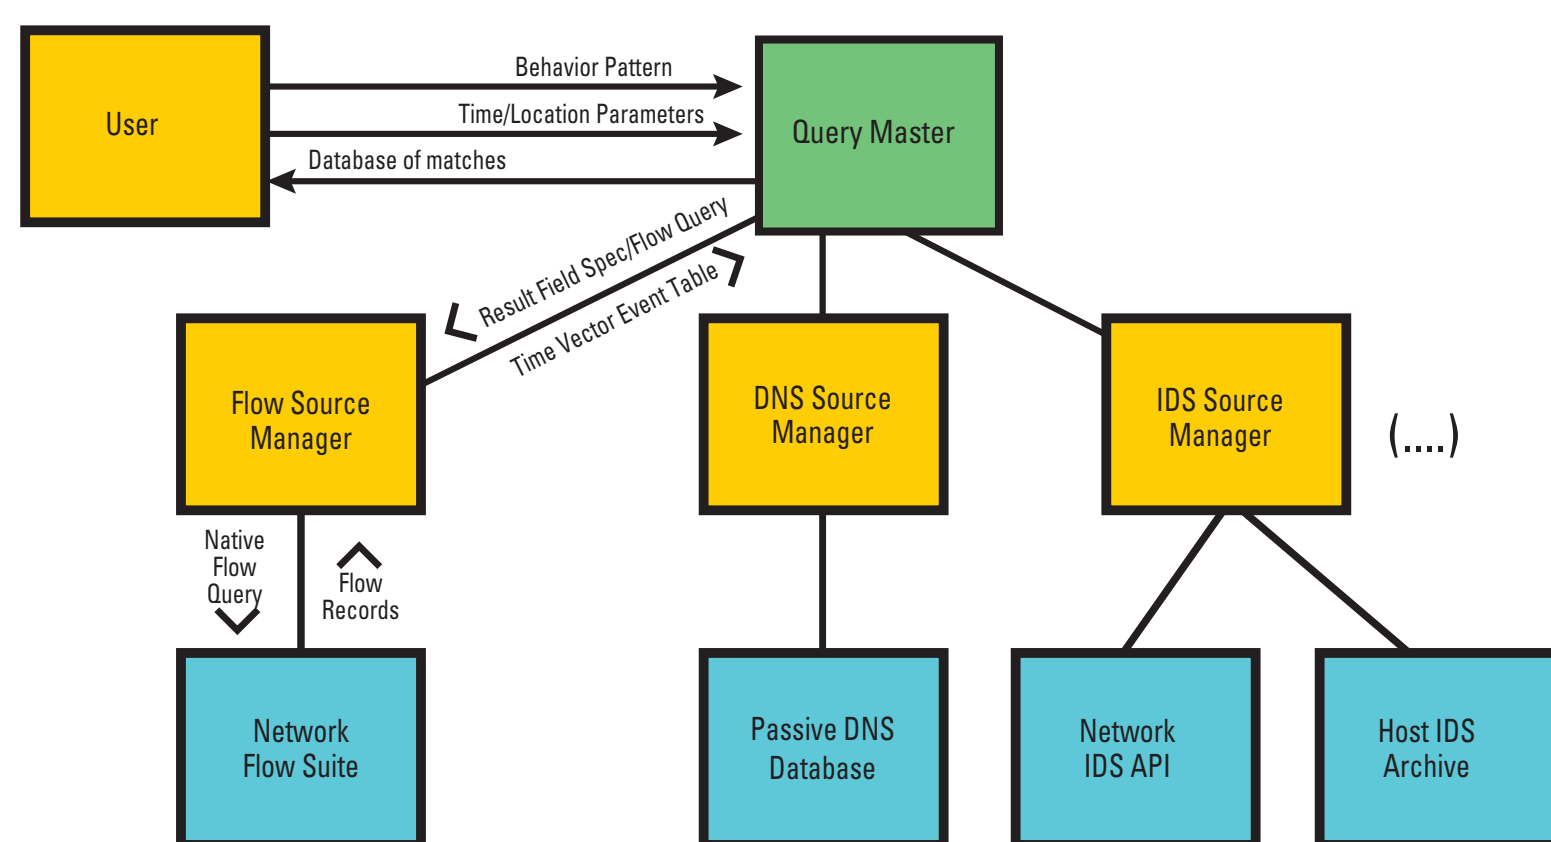 User
Behavior Pattern
Time/Location Parameters
Database of matches
Query Master
Result Field Spec/Flow Query
Time Vector Event Table
Flow Source
Manager
DNS Source
Manager
IDS Source
Manager
(....)
Native
Flow
Query
Flow
Records
Network
Flow Suite
Passive DNS
Database
Network
IDS API
Host IDS
Archive